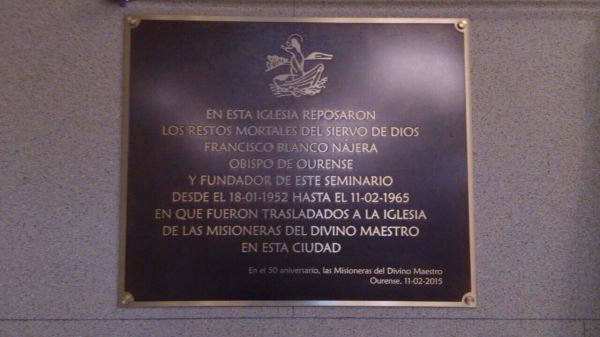 EN ESTA IGLESIA REPOSARON
LOS RESTOS MORTALES DEL SIERVO DE DIOS
FRANCISCO BLANCO NÁJERA
OBISPO DE OURENSE
Y FUNDADOR DE ESTE SEMINARIO
DESDE EL 18-01-1952 HASTA EL 11-02-1965
EN QUE FUERON TRASLADADOS A LA IGLESIA
DE LAS MISIONERAS DEL DIVINO MAESTRO
EN ESTA CIUDAD
En el 50 aniversario, las Misioneras del Divino Maestro
Ourense, 11-02-2015